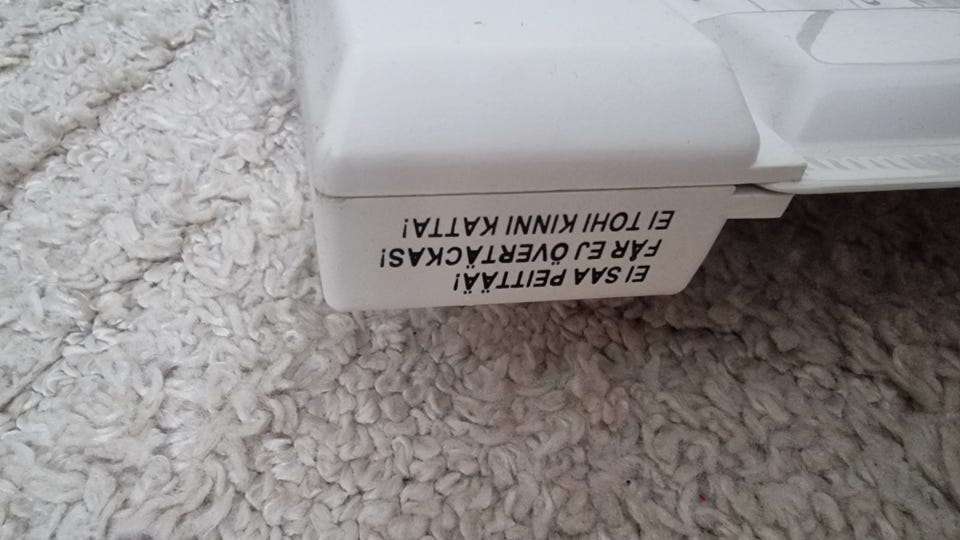 EI SAA PEITTÄÄ!
FÅR EJ ÖVERTÄCKAS!
EI TOHI KINNI KATTA!